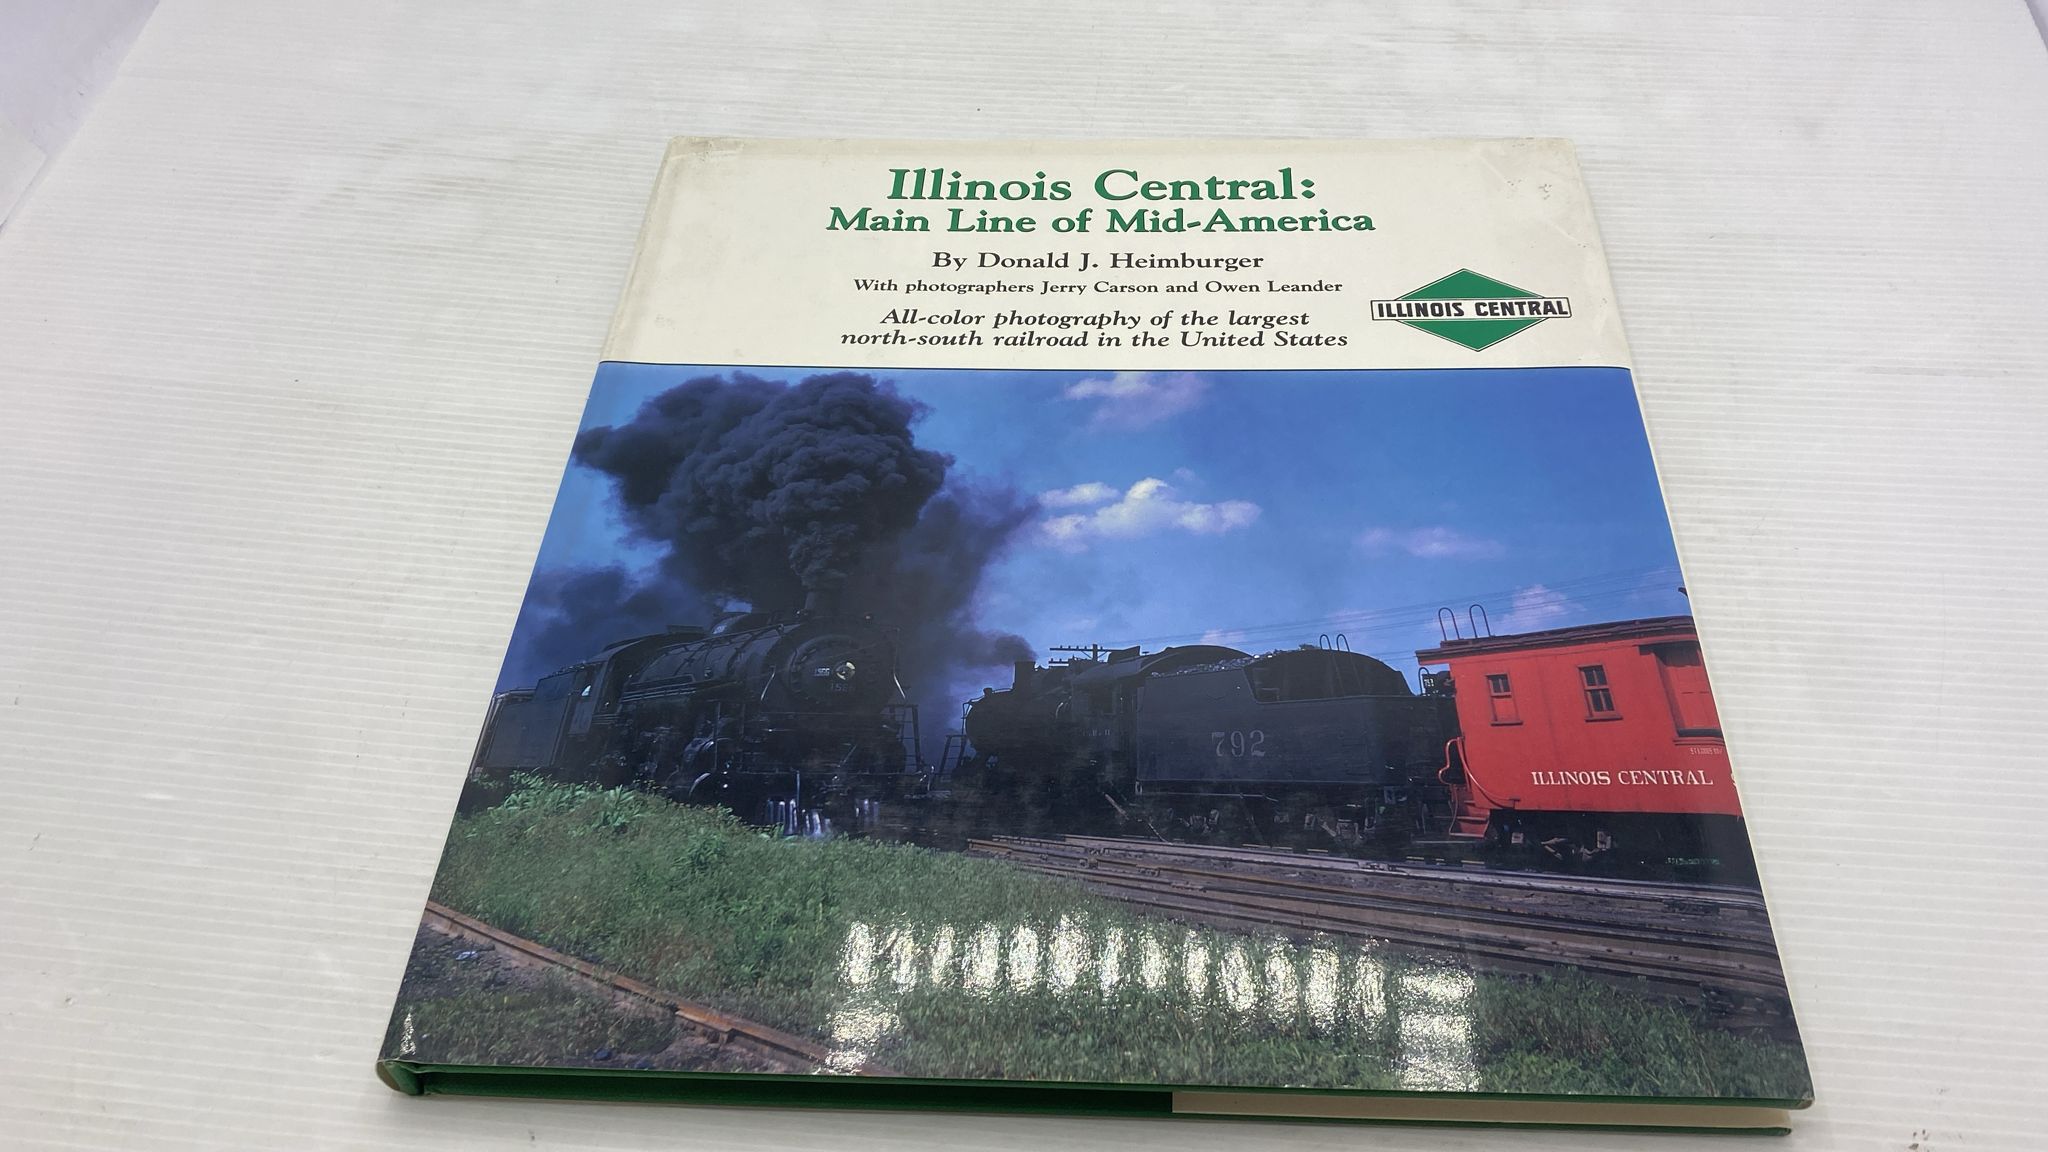 Illinois Central:
Main Line of Mid-America
By Donald J. Heimburger
With photographers Jerry Carson and Owen Leander
All-color photography of the largest
north-south railroad in the United States
ILLINOIS CENTRAL
792
ILLINOIS CENTRAL